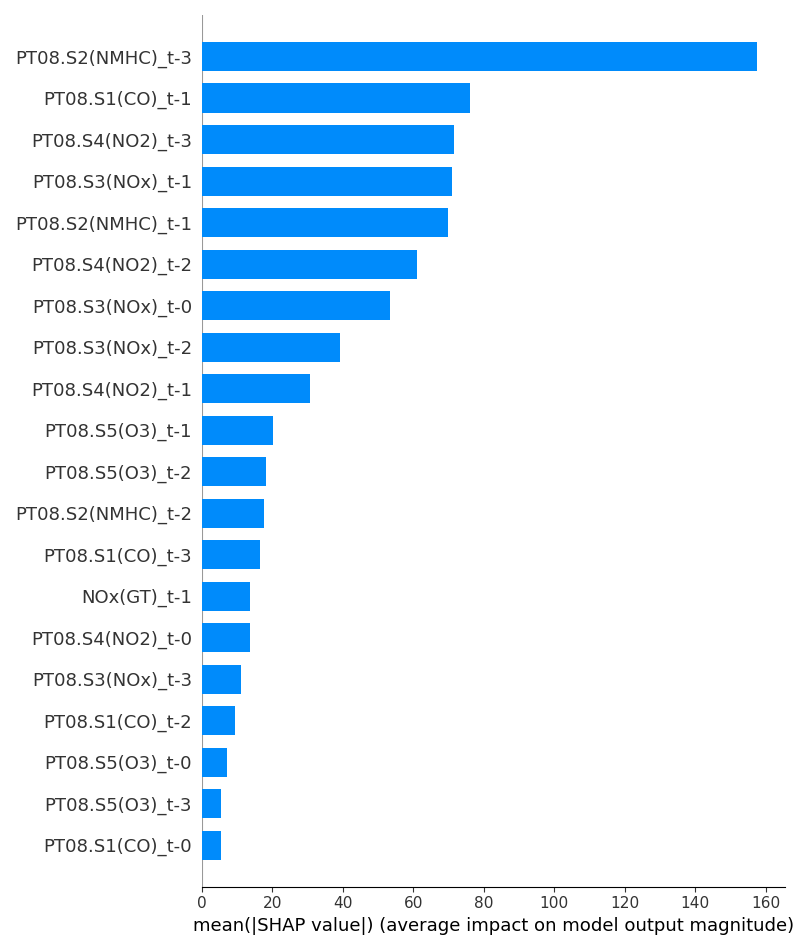 PT08.S2(NMHC)_t-3
PT08.S1(CO)_t-1
PT08.S4(NO2)_t-3
PT08.S3(NOx)_t-1
PT08.S2(NMHC)_t-1
PT08.S4(NO2)_t-2
PT08.S3(NOx)_t-0
PT08.S3(NOx)_t-2
PT08.S4(NO2)_t-1
PT08.S5(O3)_t-1
PT08.S5(O3)_t-2
PT08.S2(NMHC)_t-2
PT08.S1(CO)_t-3
NOx(GT)_t-1
PT08.S4(NO2)_t-0
PT08.S3(NOx)_t-3
PT08.S1(CO)_t-2
PT08.S5(O3)_t-0
PT08.S5(O3)_t-3
PT08.S1(CO)_t-0
0 20 40 60 80 100 120 140 160
mean(|SHAP value|) (average impact on model output magnitude)